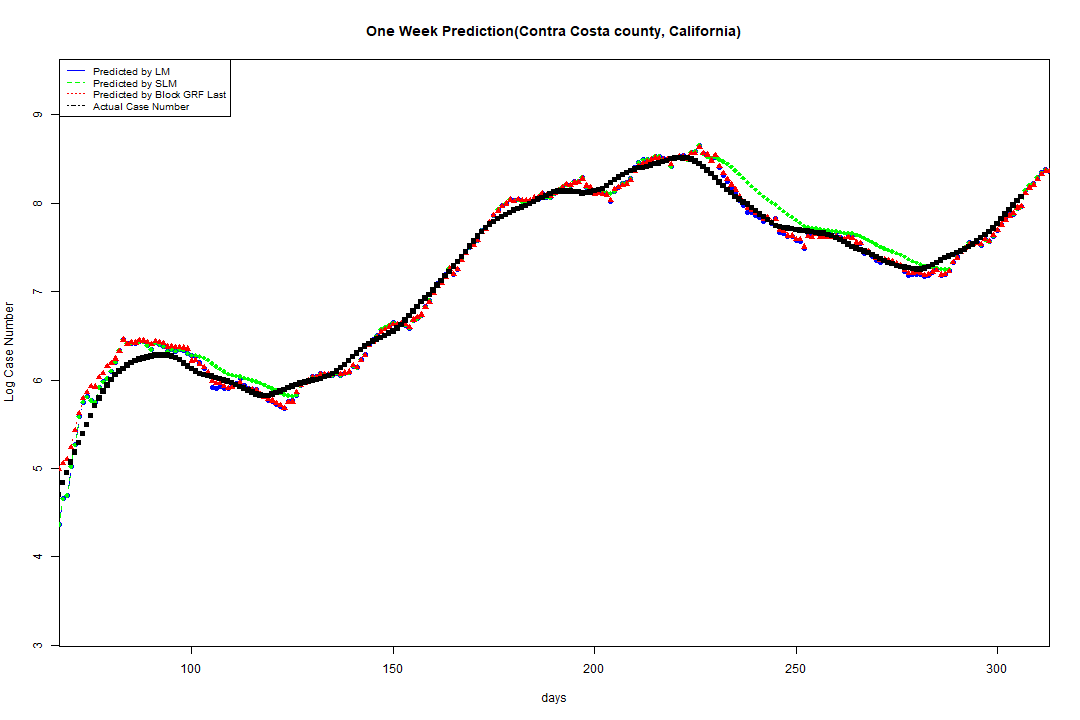 One Week Prediction(Contra Costa county, California)
Predicted by LM
Predicted by SLM
Predicted by Block GRF Last
Actual Case Number
9
8
7
6
5
4
3
Log Case Number
100 150 200 250 300
days